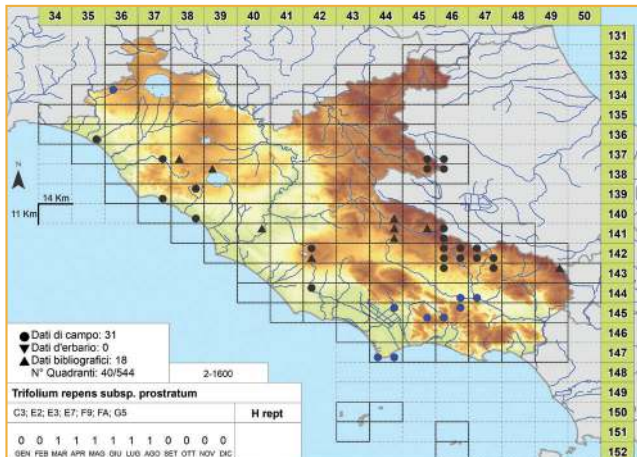 34 35 36 37 38 39 40 41 42 43 44 45 46 47 48 49 50
131
132
133
134
135
136
137
138
139
140
141
142
143
144
145
146
147
148
149
150
151
152
N
14 Km
11 Km
Dati di campo: 31
Dati d'erbario: 0
Dati bibliografici: 18
N° Quadranti: 40/544
2-1600
Trifolium repens subsp. prostratum
C3; E2; E3; E7; F9; FA; G5
H rept
0 0 1 1 1 1 1 1 0 0 0 0
GEN FEB MAR APR MAG GIU LUG AGO SET OTT NOV DIC